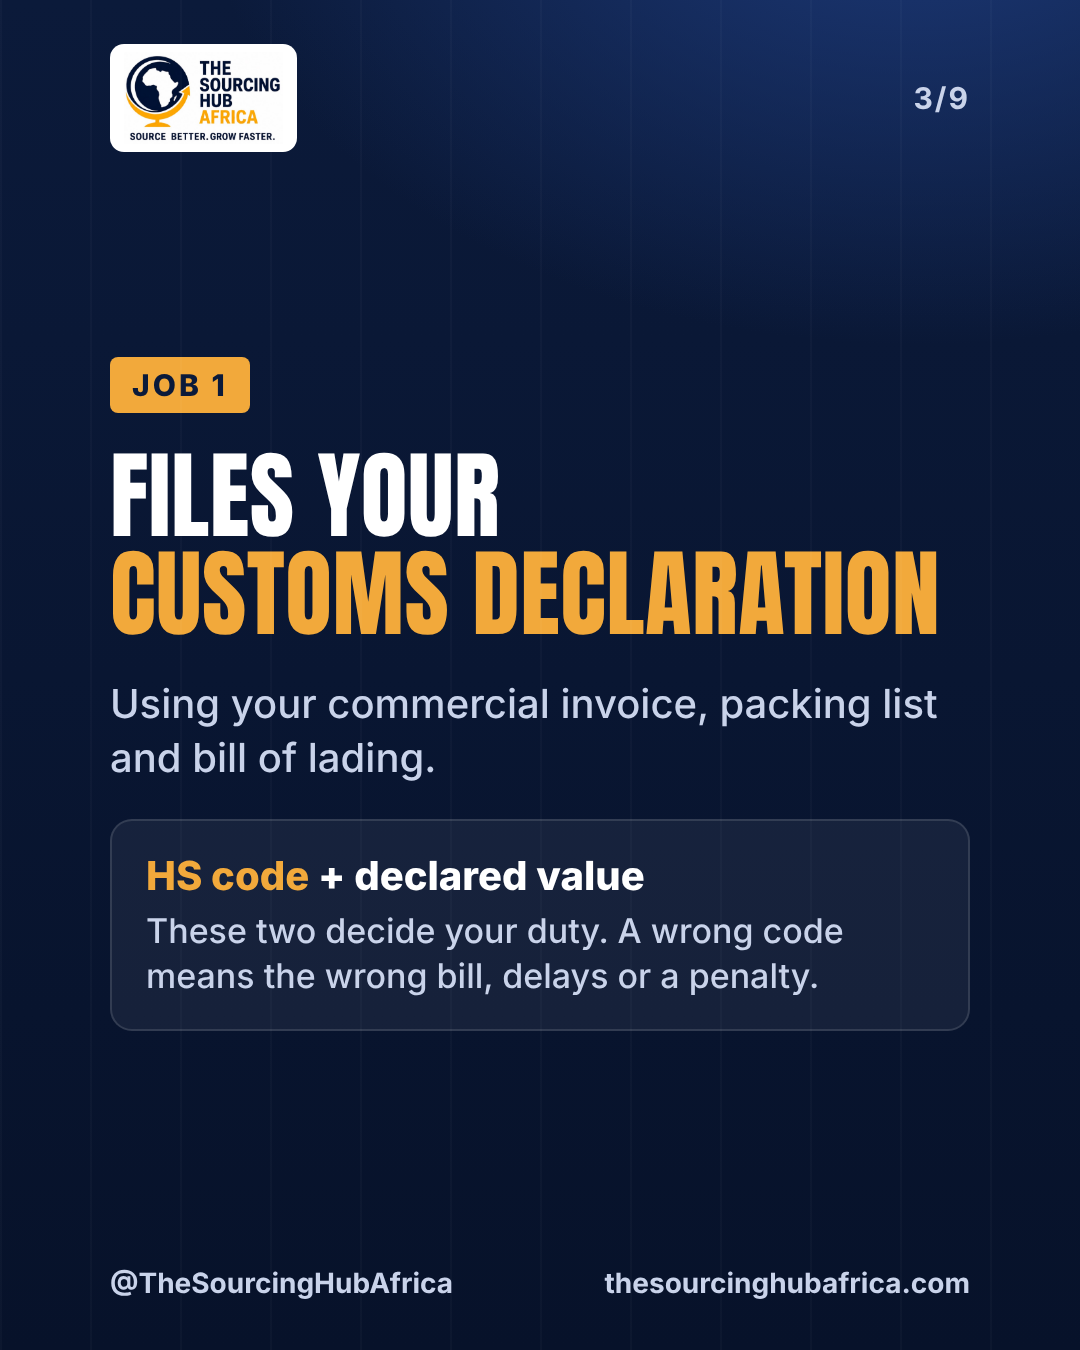 THE
SOURCING
HUB
AFRICA
SOURCE BETTER. GROW FASTER.
3/9
JOB 1
FILES YOUR
CUSTOMS DECLARATION
Using your commercial invoice, packing list
and bill of lading.
HS code + declared value
These two decide your duty. A wrong code
means the wrong bill, delays or a penalty.
@TheSourcingHubAfrica
thesourcinghubafrica.com